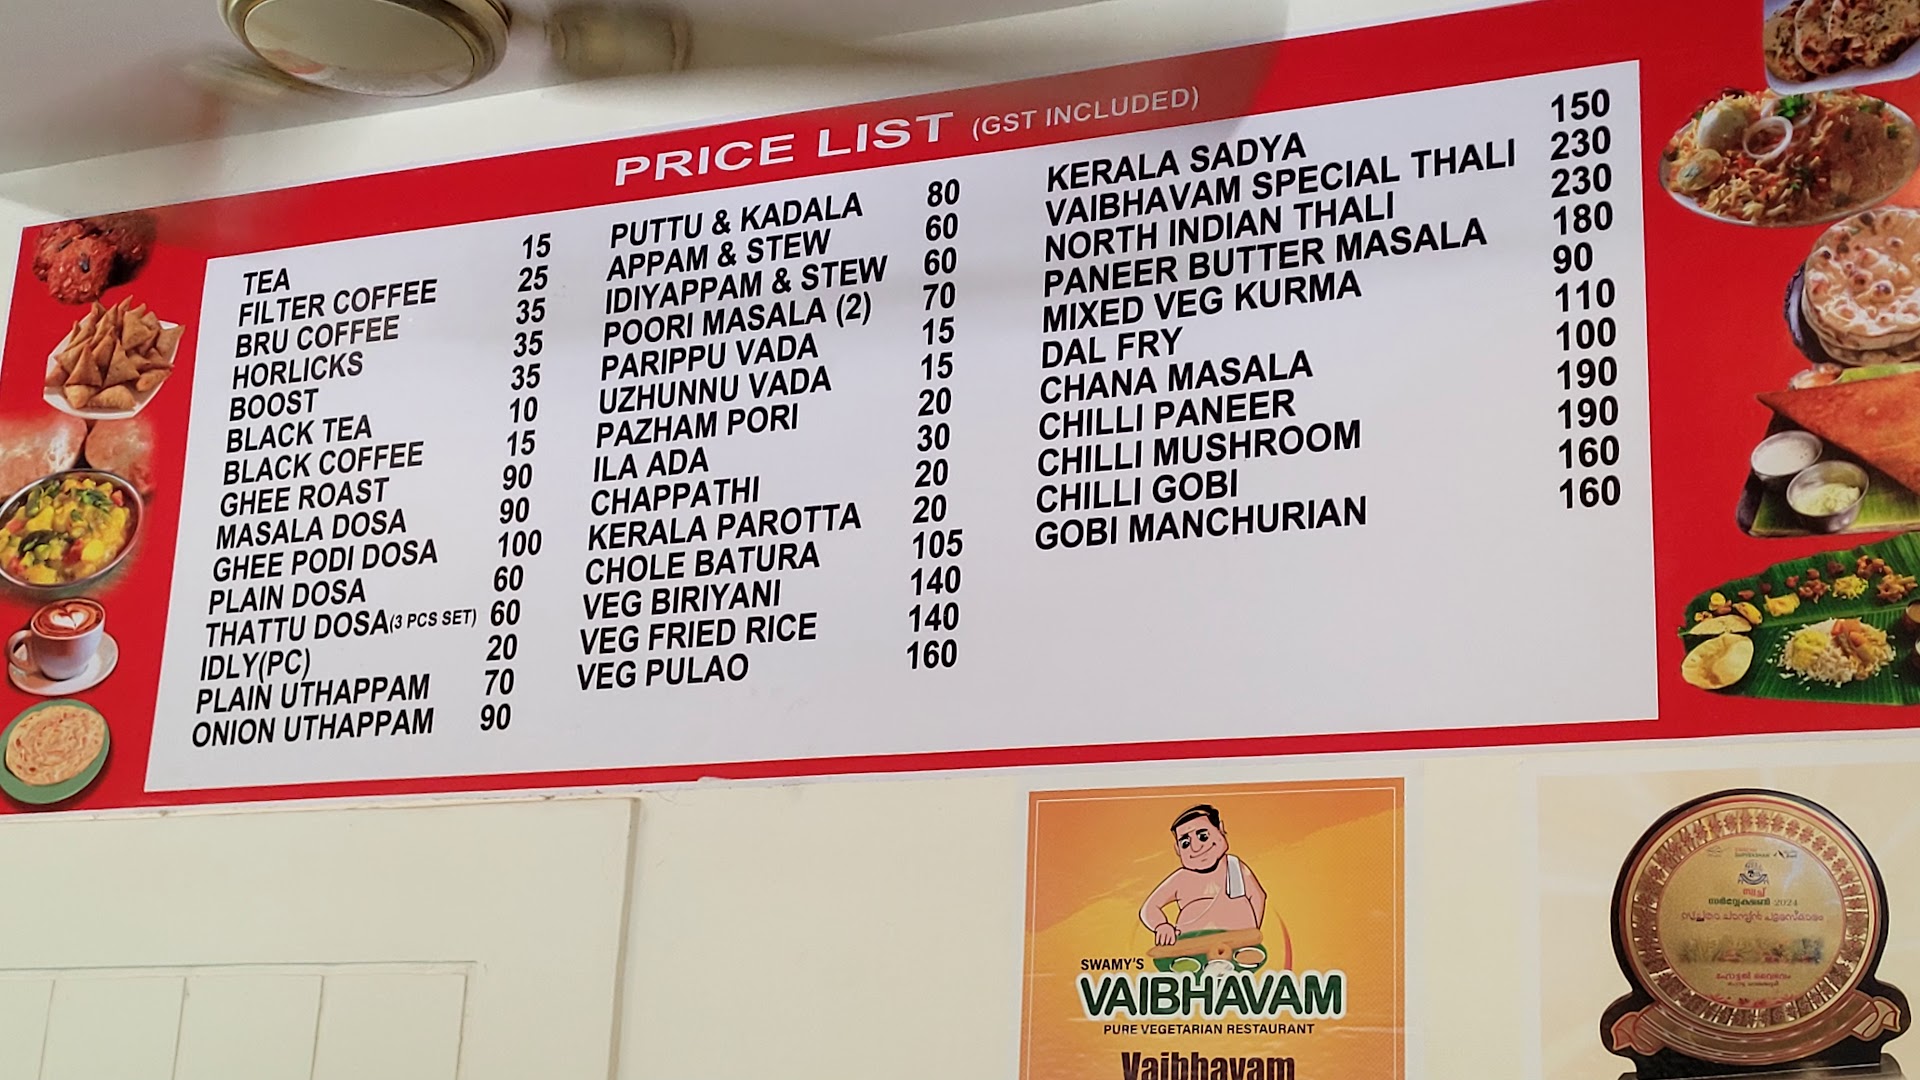 PRICE LIST (GST INCLUDED)
TEA 15
FILTER COFFEE 25
BRU COFFEE 35
HORLICKS 35
BOOST 35
BLACK TEA 10
BLACK COFFEE 15
GHEE ROAST 90
MASALA DOSA 90
GHEE PODI DOSA 100
PLAIN DOSA 60
THATTU DOSA(3 PCS SET) 60
IDLY(PC) 20
PLAIN UTHAPPAM 70
ONION UTHAPPAM 90
PUTTU & KADALA 80
APPAM & STEW 60
IDIYAPPAM & STEW 60
POORI MASALA (2) 70
PARIPPU VADA 15
UZHUNNU VADA 15
PAZHAM PORI 20
ILA ADA 30
CHAPPATHI 20
KERALA PAROTTA 20
CHOLE BATURA 105
VEG BIRIYANI 140
VEG FRIED RICE 140
VEG PULAO 160
KERALA SADYA 150
VAIBHAVAM SPECIAL THALI 230
NORTH INDIAN THALI 230
PANEER BUTTER MASALA 180
MIXED VEG KURMA 90
DAL FRY 110
CHANA MASALA 100
CHILLI PANEER 190
CHILLI MUSHROOM 190
CHILLI GOBI 160
GOBI MANCHURIAN 160
SWAMY'S
VAIBHAVAM
PURE VEGETARIAN RESTAURANT
Vaibhavam
2024